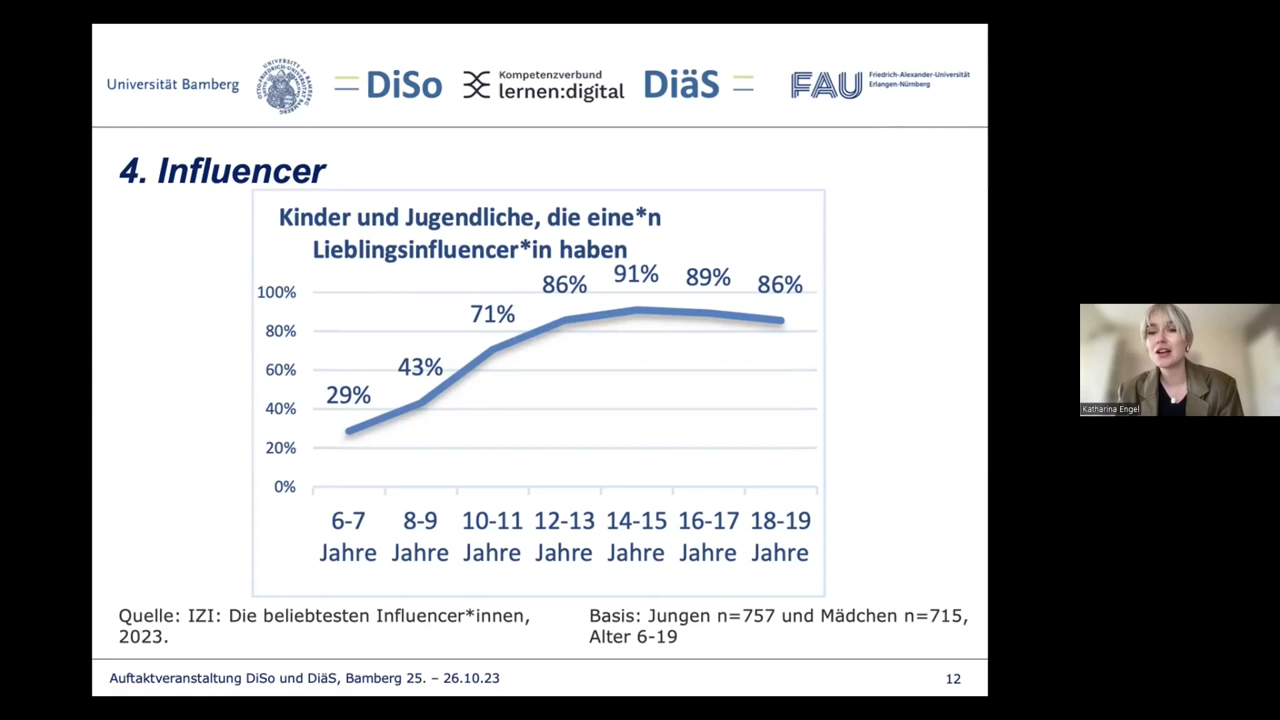 Universität Bamberg
DiSo
Kompetenzverbund
lernen:digital
DiäS
FAU
Friedrich-Alexander-Universität
Erlangen-Nürnberg
4. Influencer
Kinder und Jugendliche, die eine*n
Lieblingsinfluencer*in haben
100%
80%
60%
40%
20%
0%
29%
43%
71%
86%
91%
89%
86%
6-7 8-9 10-11 12-13 14-15 16-17 18-19
Jahre Jahre Jahre Jahre Jahre Jahre Jahre
Quelle: IZI: Die beliebtesten Influencer*innen,
2023.
Basis: Jungen n=757 und Mädchen n=715,
Alter 6-19
Auftaktveranstaltung DiSo und DiäS, Bamberg 25. – 26.10.23
12
Katharina Engel